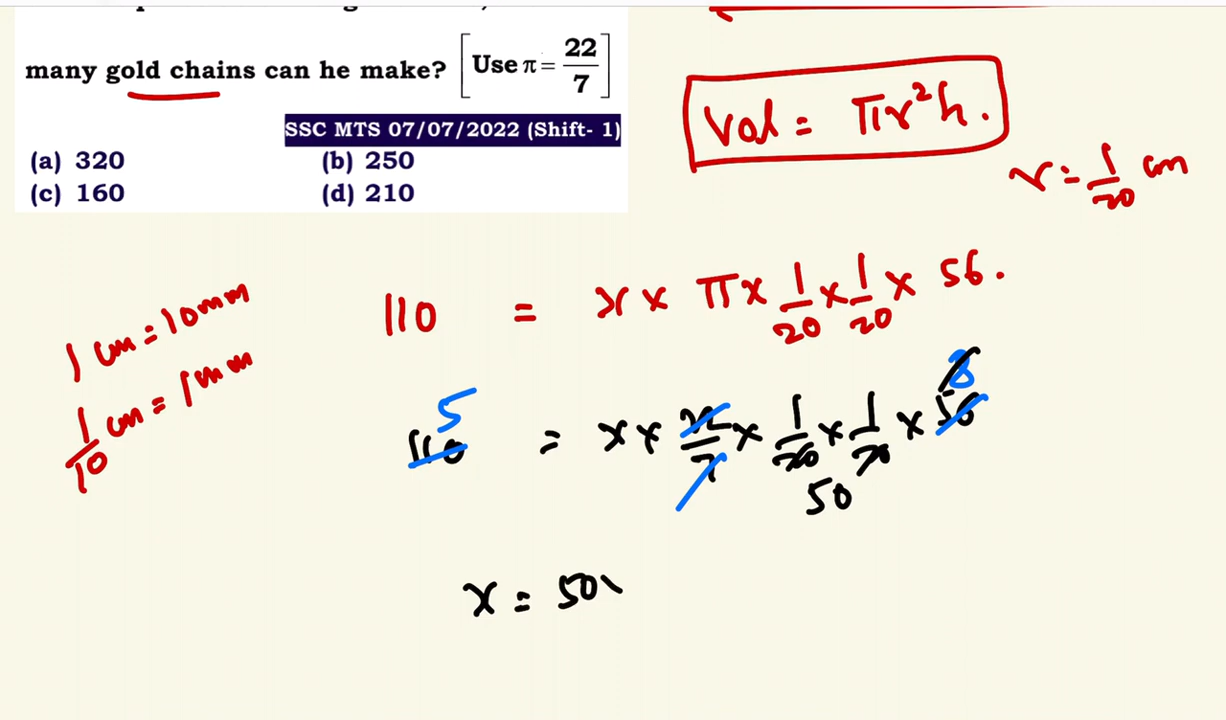 many gold chains can he make? [Use π = 22/7]
SSC MTS 07/07/2022 (Shift- 1)
(a) 320 (b) 250
(c) 160 (d) 210
Vol = πr²h.
r = 1/20 cm
1 cm = 10mm
1/10 cm = 1mm
110 = x × π × 1/20 × 1/20 × 56.
5 8
110 = x × 22/7 × 1/20 × 1/20 × 56
50
x = 50